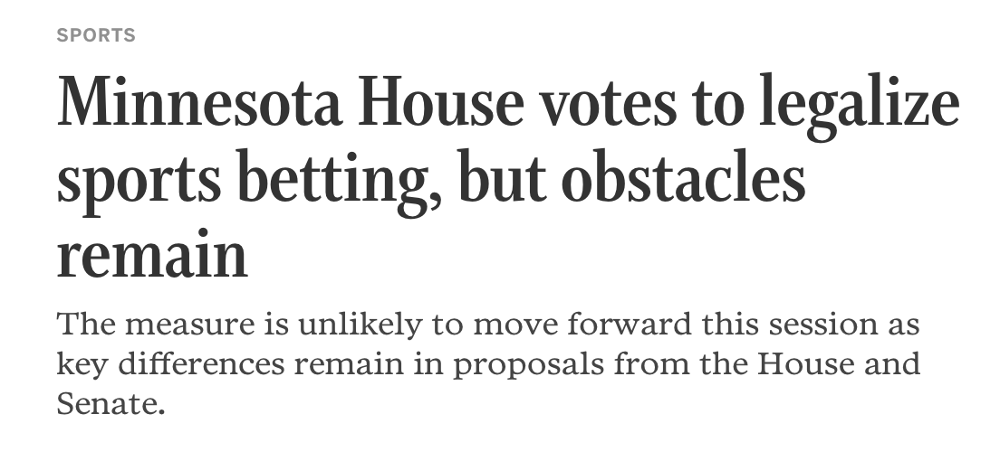 SPORTS
Minnesota House votes to legalize
sports betting, but obstacles
remain
The measure is unlikely to move forward this session as
key differences remain in proposals from the House and
Senate.